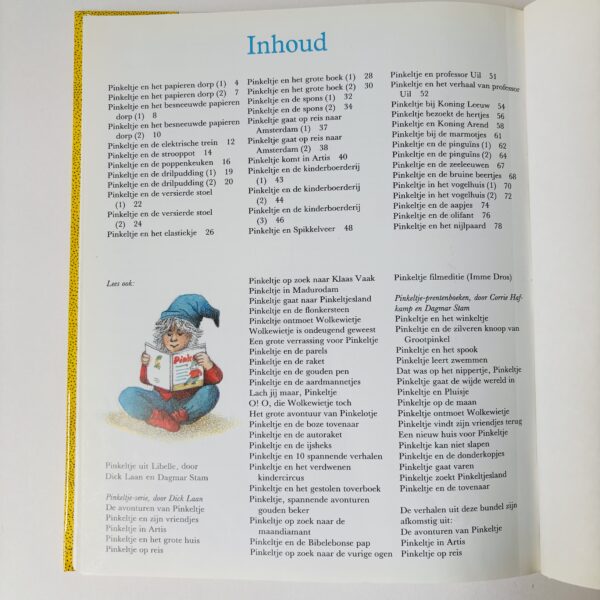 Inhoud
Pinkeltje en het papieren dorp (1) 4
Pinkeltje en het papieren dorp (2) 7
Pinkeltje en het besneeuwde papieren
dorp (1) 8
Pinkeltje en het besneeuwde papieren
dorp (2) 10
Pinkeltje en de elektrische trein 12
Pinkeltje en de strooppot 14
Pinkeltje en de poppenkeuken 16
Pinkeltje en de drilpudding (1) 19
Pinkeltje en de drilpudding (2) 20
Pinkeltje en de versierde stoel
(1) 22
Pinkeltje en de versierde stoel
(2) 24
Pinkeltje en het elastiekje 26
Pinkeltje en het grote boek (1) 28
Pinkeltje en het grote boek (2) 30
Pinkeltje en de spons (1) 32
Pinkeltje en de spons (2) 34
Pinkeltje gaat op reis naar
Amsterdam (1) 37
Pinkeltje gaat op reis naar
Amsterdam (2) 38
Pinkeltje komt in Artis 40
Pinkeltje en de kinderboerderij
(1) 43
Pinkeltje en de kinderboerderij
(2) 44
Pinkeltje en de kinderboerderij
(3) 46
Pinkeltje en Spikkelveer 48
Pinkeltje en professor Uil 51
Pinkeltje en het verhaal van professor
Uil 52
Pinkeltje bij Koning Leeuw 54
Pinkeltje bezoekt de hertjes 56
Pinkeltje en Koning Arend 58
Pinkeltje bij de marmotjes 61
Pinkeltje en de pinguïns (1) 62
Pinkeltje en de pinguïns (2) 64
Pinkeltje en de zeeleeuwen 67
Pinkeltje en de bruine beertjes 68
Pinkeltje in het vogelhuis (1) 70
Pinkeltje in het vogelhuis (2) 72
Pinkeltje en de aapjes 74
Pinkeltje en de olifant 76
Pinkeltje en het nijlpaard 78
Lees ook:
Pink
Pinkeltje uit Libelle, door
Dick Laan en Dagmar Stam
Pinkeltje-serie, door Dick Laan
De avonturen van Pinkeltje
Pinkeltje en zijn vriendjes
Pinkeltje in Artis
Pinkeltje en het grote huis
Pinkeltje op reis
Pinkeltje op zoek naar Klaas Vaak
Pinkeltje in Madurodam
Pinkeltje gaat naar Pinkeltjesland
Pinkeltje en de flonkersteen
Pinkeltje ontmoet Wolkewietje
Wolkewietje is ondeugend geweest
Een grote verrassing voor Pinkeltje
Pinkeltje en de parels
Pinkeltje en de raket
Pinkeltje en de gouden pen
Pinkeltje en de aardmannetjes
Lach jij maar, Pinkeltje
O! O, die Wolkewietje toch
Het grote avontuur van Pinkelotje
Pinkeltje en de boze tovenaar
Pinkeltje en de autoraket
Pinkeltje en de ijsheks
Pinkeltje en 10 spannende verhalen
Pinkeltje en het verdwenen
kindercircus
Pinkeltje en het gestolen toverboek
Pinkeltje, spannende avonturen
gouden beker
Pinkeltje op zoek naar de
maandiamant
Pinkeltje en de Bibelebonse pap
Pinkeltje op zoek naar de vurige ogen
Pinkeltje filmeditie (Imme Dros)
Pinkeltje-prentenboeken, door Corrie Haf-
kamp en Dagmar Stam
Pinkeltje en het winkeltje
Pinkeltje en de zilveren knoop van
Grootpinkel
Pinkeltje en het spook
Pinkeltje leert zwemmen
Dat was op het nippertje, Pinkeltje
Pinkeltje gaat de wijde wereld in
Pinkeltje en Pluisje
Pinkeltje op de maan
Pinkeltje ontmoet Wolkewietje
Pinkeltje vindt zijn vriendjes terug
Een nieuw huis voor Pinkeltje
Pinkeltje kan niet slapen
Pinkeltje en de donderkopjes
Pinkeltje gaat varen
Pinkeltje zoekt Pinkeltjesland
Pinkeltje en de tovenaar
De verhalen uit deze bundel zijn
afkomstig uit:
De avonturen van Pinkeltje
Pinkeltje in Artis
Pinkeltje op reis